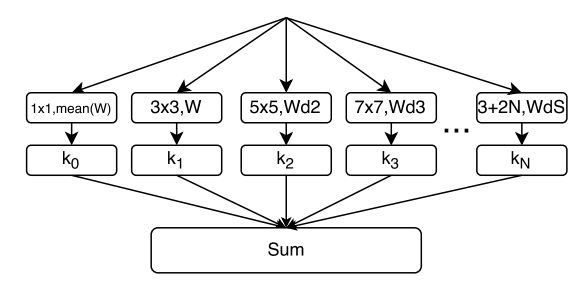 1x1,mean(W)
3x3,W
5x5,Wd2
7x7,Wd3
...
3+2N,WdS
k0
k1
k2
k3
kN
Sum